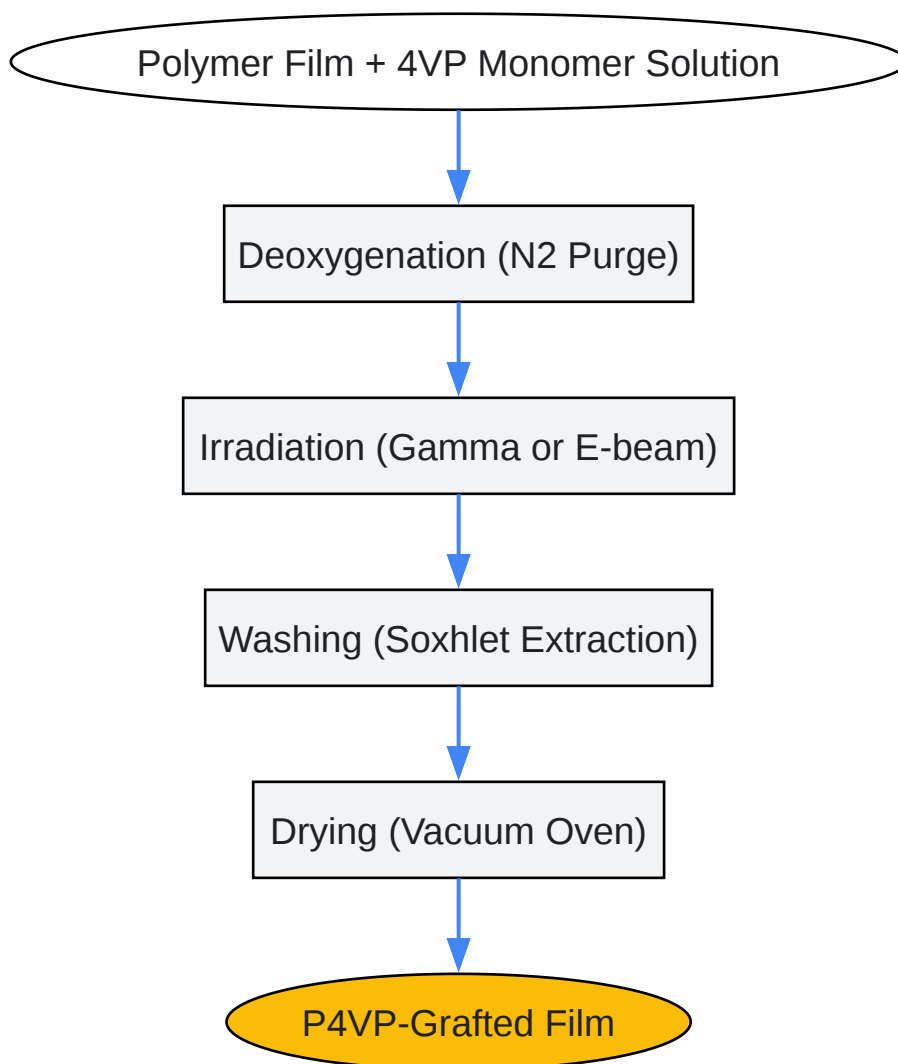 Polymer Film + 4VP Monomer Solution
Deoxygenation (N2 Purge)
Irradiation (Gamma or E-beam)
Washing (Soxhlet Extraction)
Drying (Vacuum Oven)
P4VP-Grafted Film